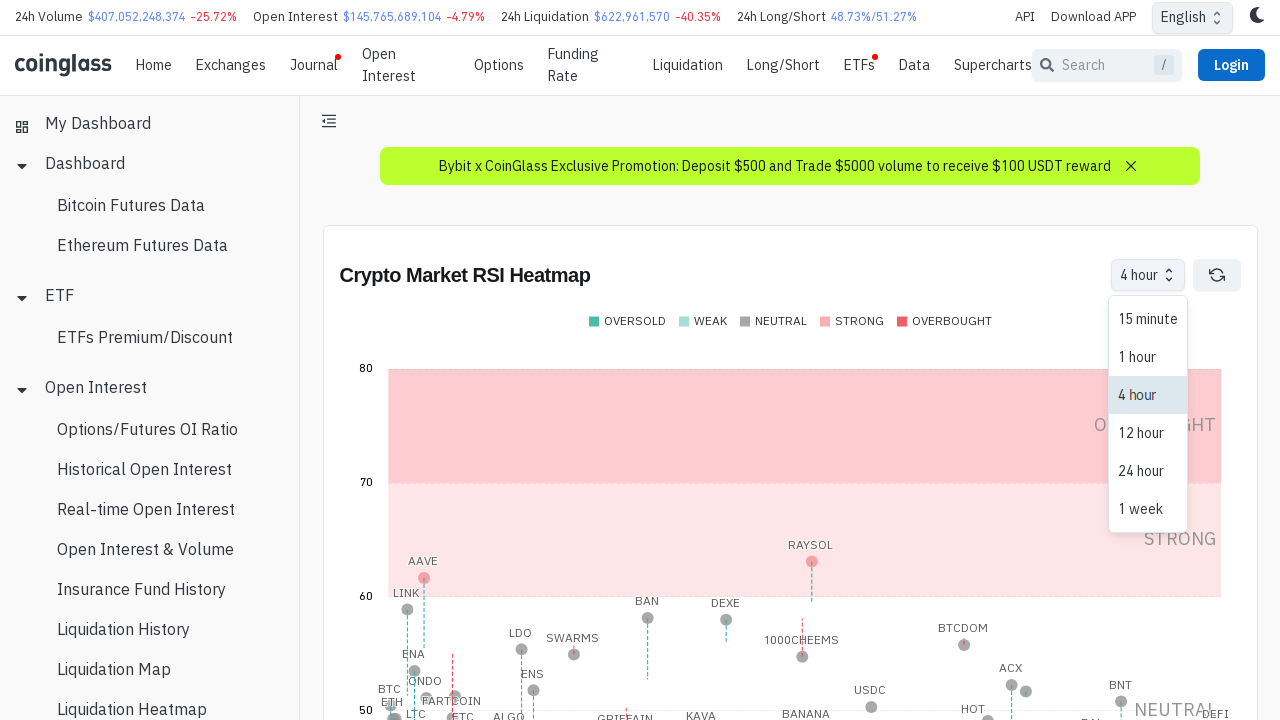 24h Volume $407,052,248,374 -25.72% Open Interest $145,765,689,104 -4.79% 24h Liquidation $622,961,570 -40.35% 24h Long/Short 48.73%/51.27% API Download APP English
coinglass Home Exchanges Journal Open Interest Options Funding Rate Liquidation Long/Short ETFs Data Supercharts Search / Login
My Dashboard
Dashboard
Bitcoin Futures Data
Ethereum Futures Data
ETF
ETFs Premium/Discount
Open Interest
Options/Futures OI Ratio
Historical Open Interest
Real-time Open Interest
Open Interest & Volume
Insurance Fund History
Liquidation History
Liquidation Map
Liquidation Heatmap
Bybit x CoinGlass Exclusive Promotion: Deposit $500 and Trade $5000 volume to receive $100 USDT reward
Crypto Market RSI Heatmap 4 hour
15 minute
1 hour
4 hour
12 hour
24 hour
1 week
OVERSOLD WEAK NEUTRAL STRONG OVERBOUGHT
80
70
STRONG
RAYSOL
AAVE
60
LINK
BAN
DEXE
BTCDOM
LDO
SWARMS
1000CHEEMS
ENA
ACX
ENS
ONDO
BTC
USDC
BNT
ETH
FARTCOIN
HOT
50
LTC
ETC
KAVA
BANANA
NEUTRAL
DEFI